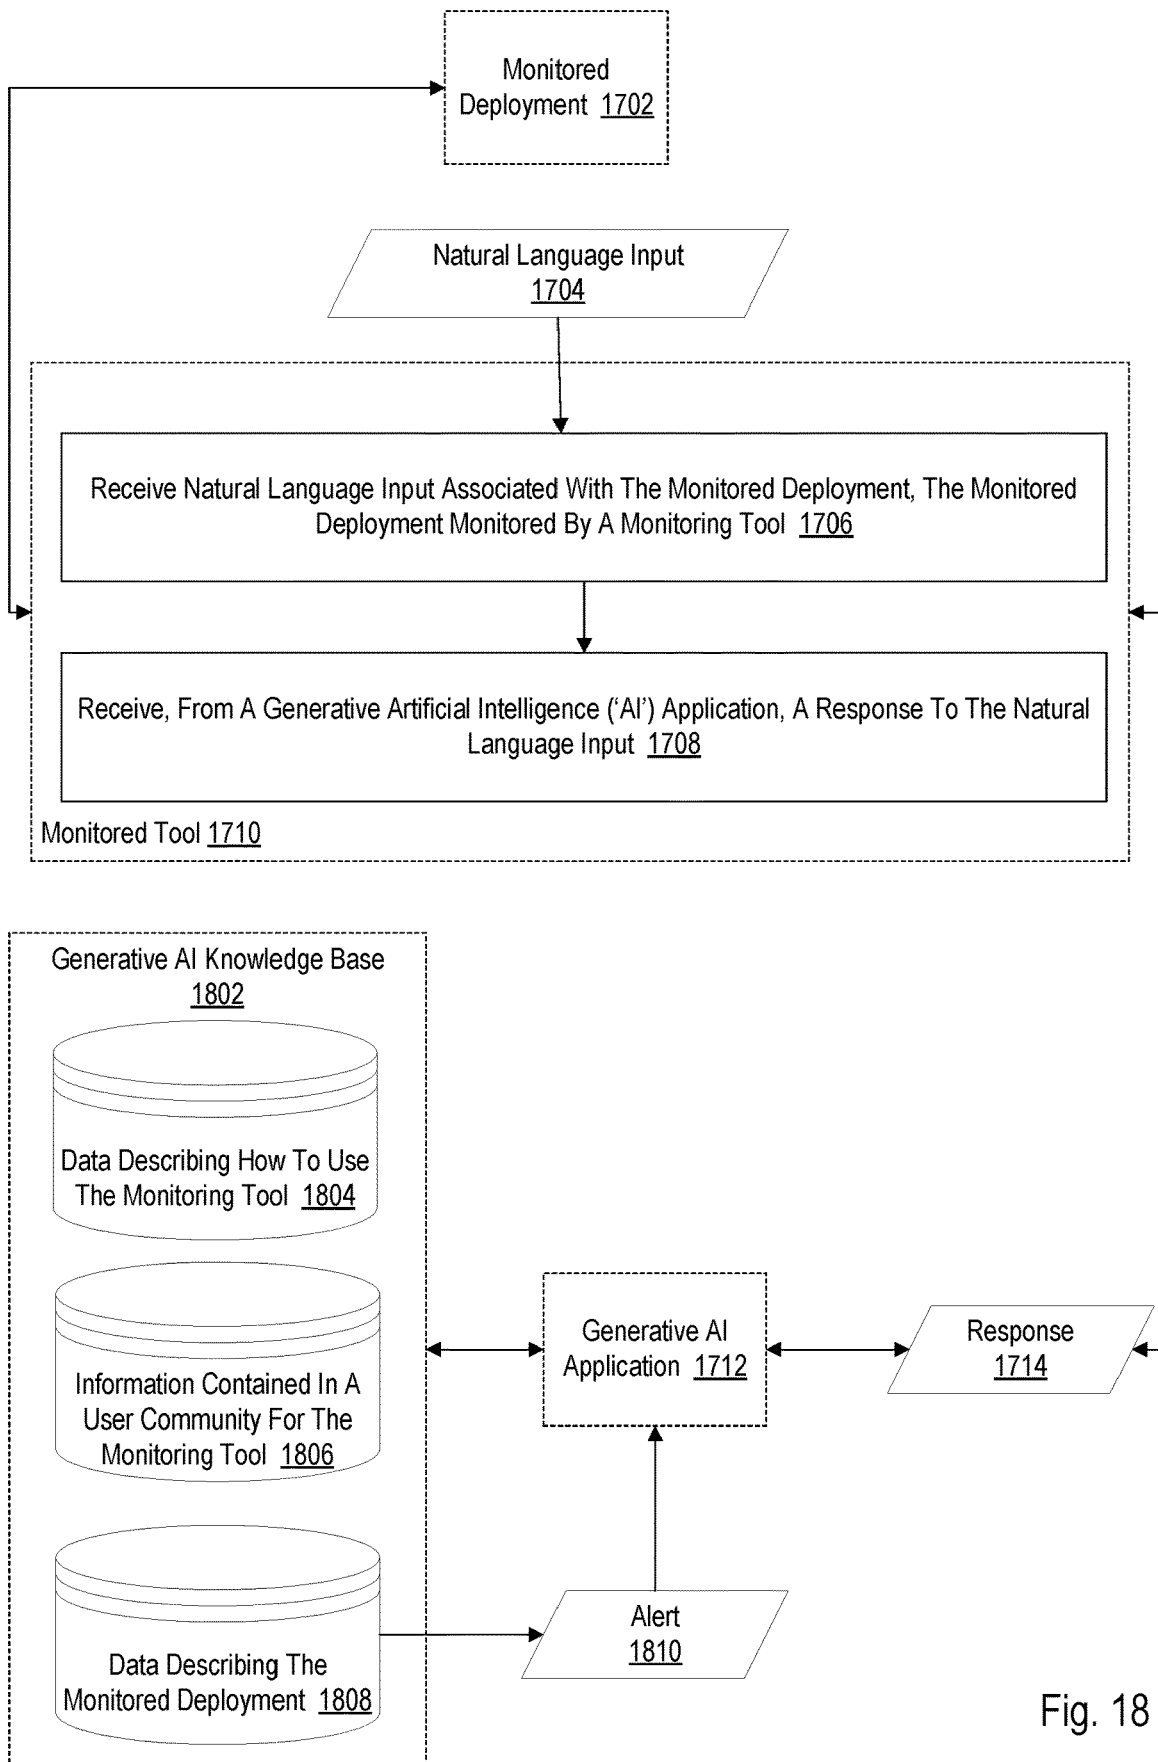 Monitored
Deployment 1702
Natural Language Input
1704
Receive Natural Language Input Associated With The Monitored Deployment, The Monitored
Deployment Monitored By A Monitoring Tool 1706
Receive, From A Generative Artificial Intelligence (‘AI’) Application, A Response To The Natural
Language Input 1708
Monitored Tool 1710
Generative AI Knowledge Base
1802
Data Describing How To Use
The Monitoring Tool 1804
Information Contained In A
User Community For The
Monitoring Tool 1806
Data Describing The
Monitored Deployment 1808
Generative AI
Application 1712
Response
1714
Alert
1810
Fig. 18